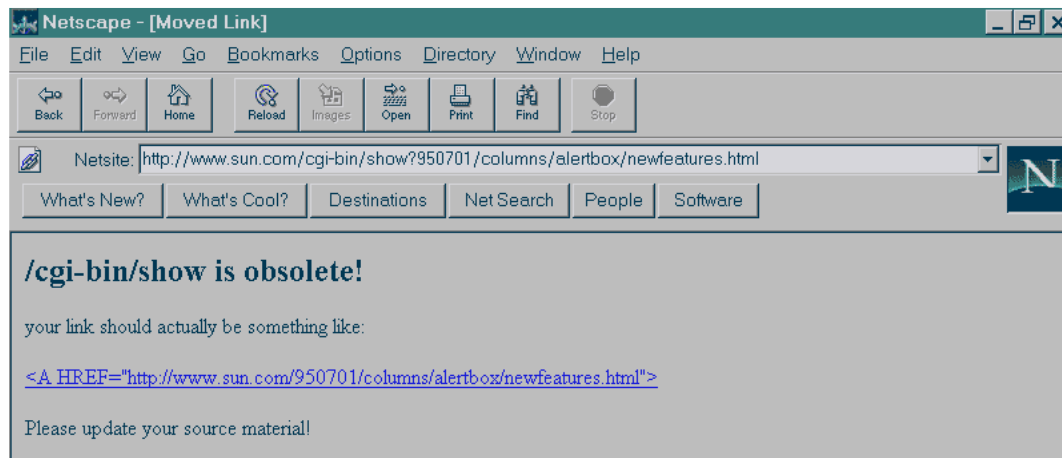 Netscape - [Moved Link]
File Edit View Go Bookmarks Options Directory Window Help
Back Forward Home Reload Images Open Print Find Stop
Netsite: http://www.sun.com/cgi-bin/show?950701/columns/alertbox/newfeatures.html
N
What's New? What's Cool? Destinations Net Search People Software
/cgi-bin/show is obsolete!
your link should actually be something like:
<A HREF="http://www.sun.com/950701/columns/alertbox/newfeatures.html">
Please update your source material!